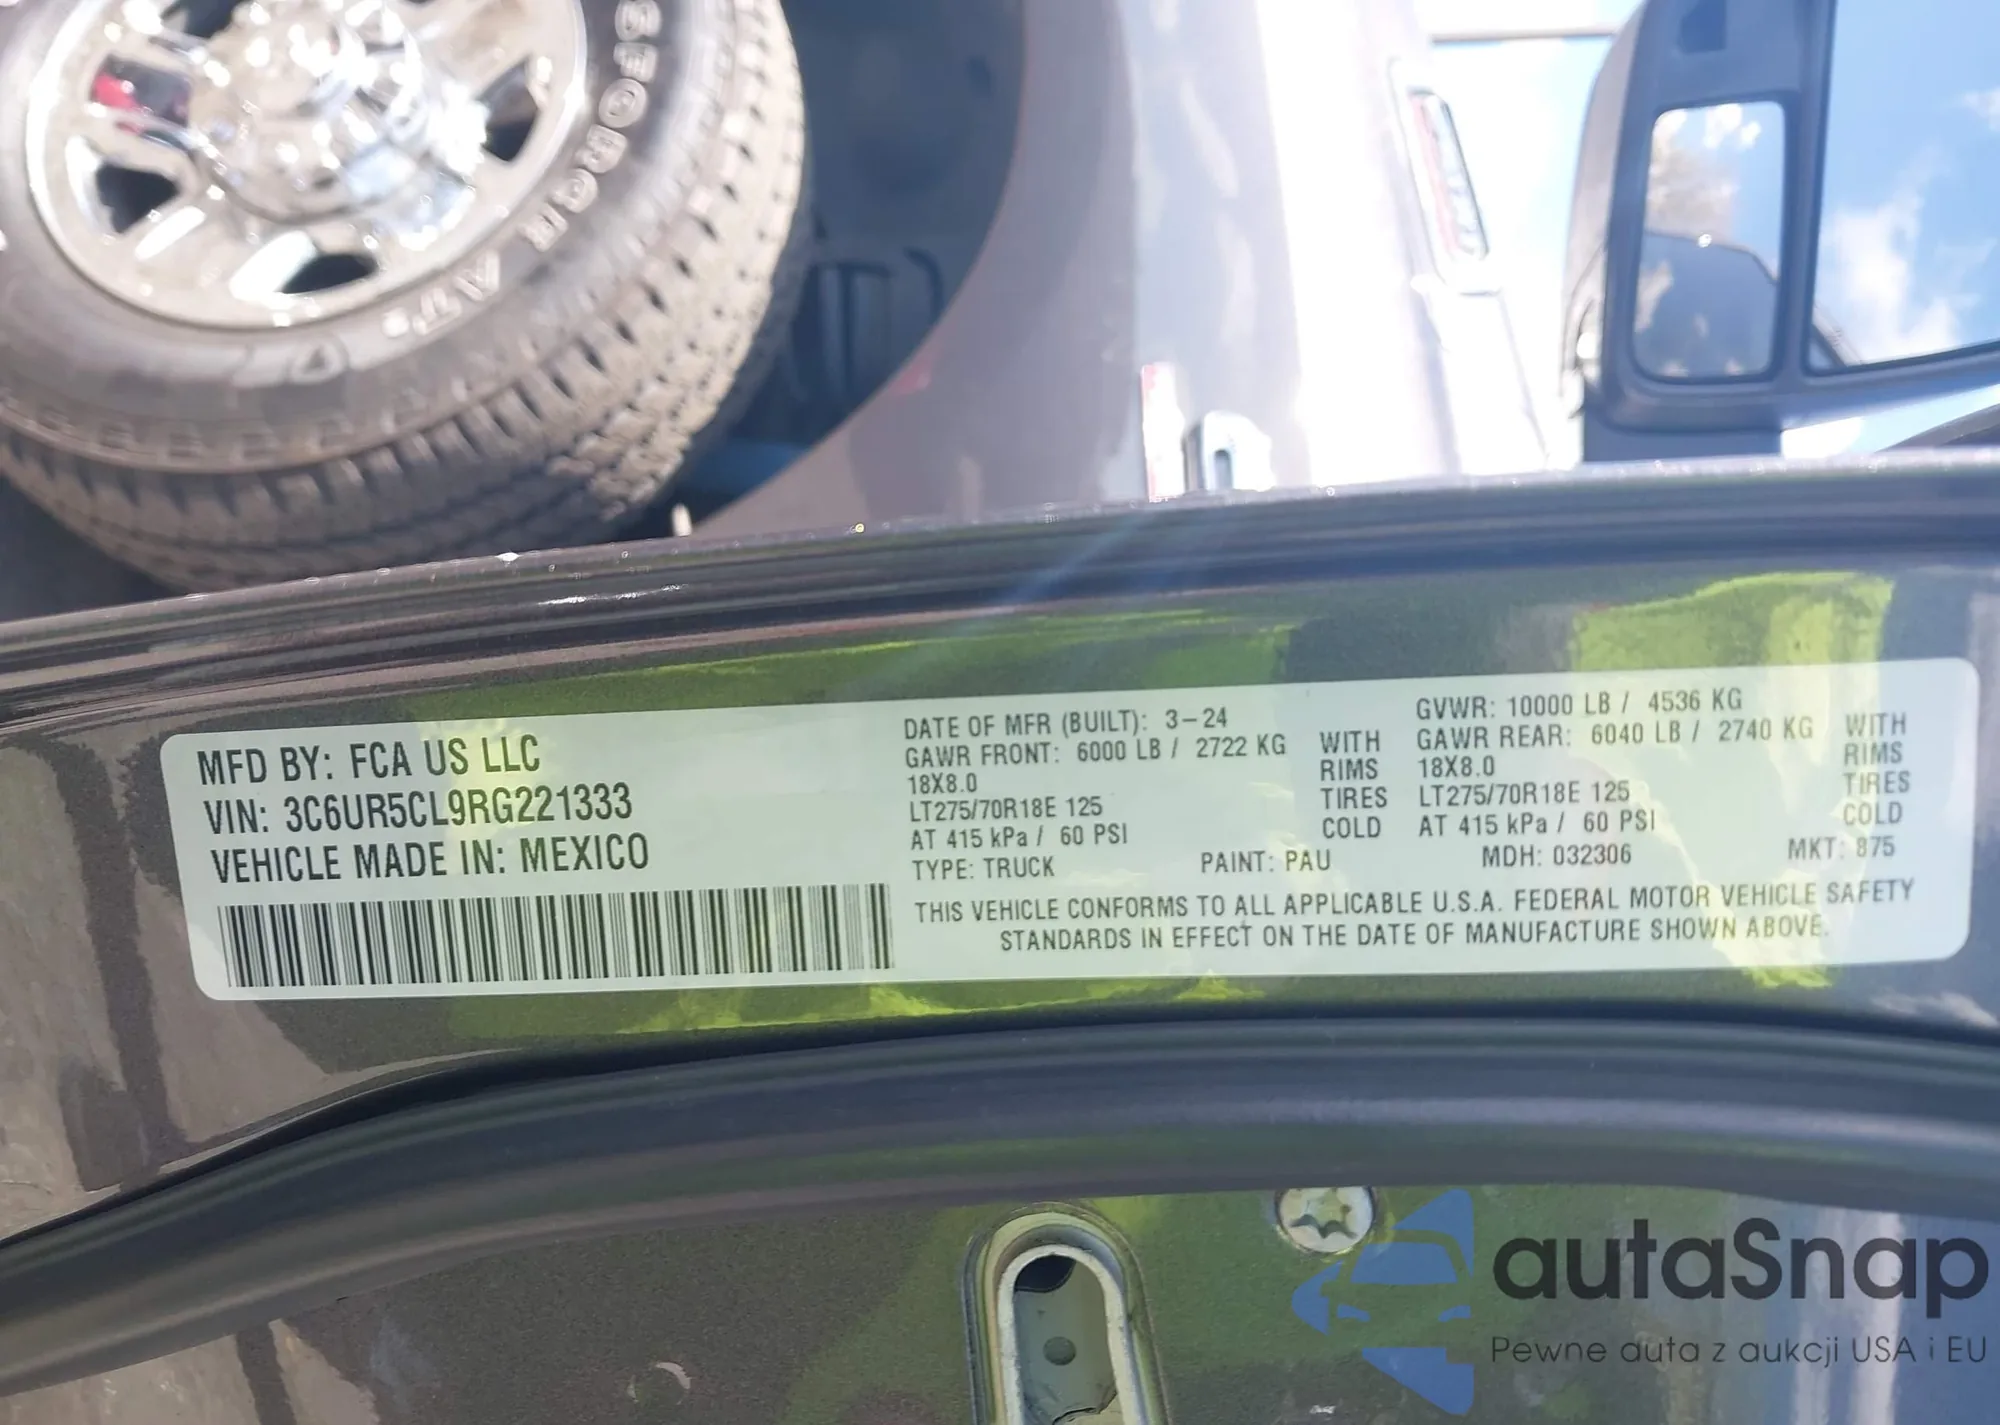 GEORGE
AT2
MFD BY: FCA US LLC
VIN: 3C6UR5CL9RG221333
VEHICLE MADE IN: MEXICO
DATE OF MFR (BUILT): 3-24
GAWR FRONT: 6000 LB / 2722 KG WITH
18X8.0 RIMS
LT275/70R18E 125 TIRES
AT 415 kPa / 60 PSI COLD
GVWR: 10000 LB / 4536 KG
GAWR REAR: 6040 LB / 2740 KG WITH
18X8.0 RIMS
LT275/70R18E 125 TIRES
AT 415 kPa / 60 PSI COLD
TYPE: TRUCK PAINT: PAU MDH: 032306 MKT: 875
THIS VEHICLE CONFORMS TO ALL APPLICABLE U.S.A. FEDERAL MOTOR VEHICLE SAFETY
STANDARDS IN EFFECT ON THE DATE OF MANUFACTURE SHOWN ABOVE.
autaSnap
Pewne auta z aukcji USA i EU